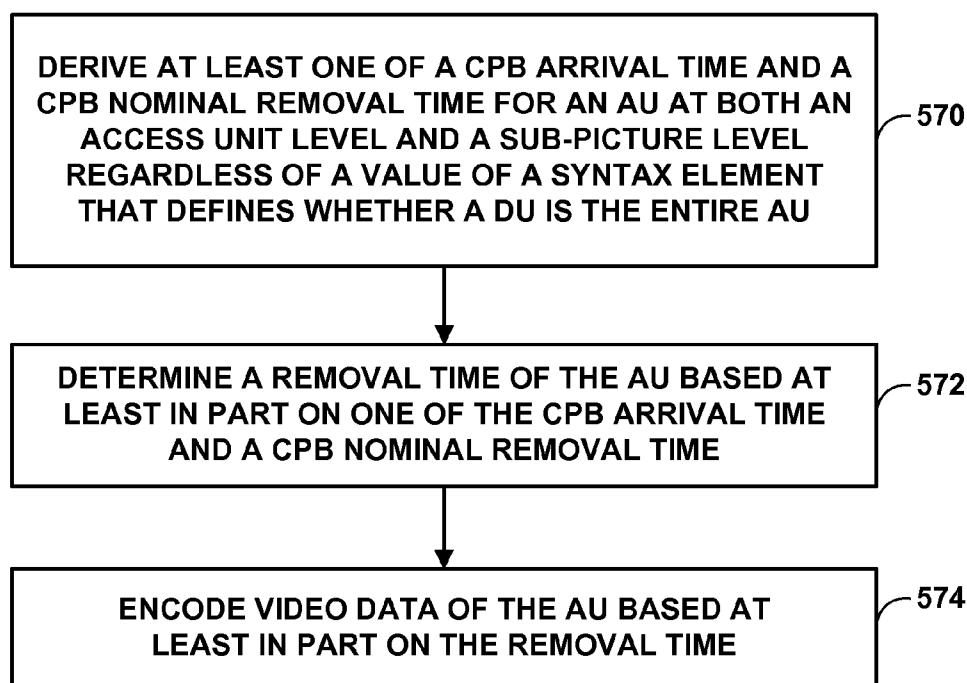 DERIVE AT LEAST ONE OF A CPB ARRIVAL TIME AND A
CPB NOMINAL REMOVAL TIME FOR AN AU AT BOTH AN
ACCESS UNIT LEVEL AND A SUB-PICTURE LEVEL
REGARDLESS OF A VALUE OF A SYNTAX ELEMENT
THAT DEFINES WHETHER A DU IS THE ENTIRE AU
570
DETERMINE A REMOVAL TIME OF THE AU BASED AT
LEAST IN PART ON ONE OF THE CPB ARRIVAL TIME
AND A CPB NOMINAL REMOVAL TIME
572
ENCODE VIDEO DATA OF THE AU BASED AT
LEAST IN PART ON THE REMOVAL TIME
574